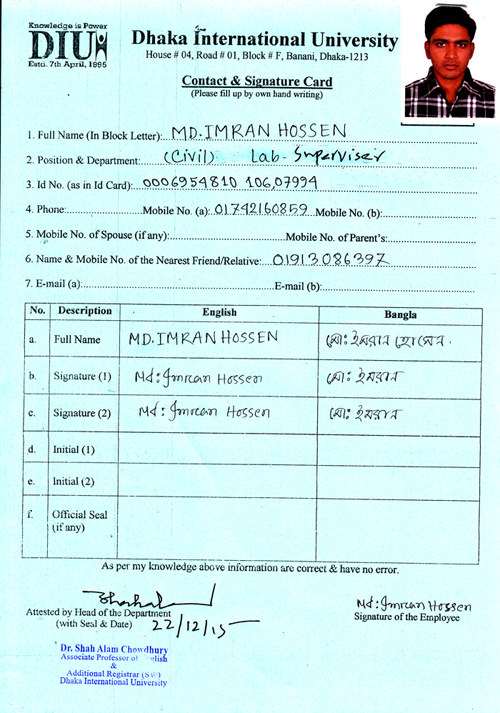 Knowledge is Power
DIU
Estd. 7th April, 1995
Dhaka International University
House # 04, Road # 01, Block # F, Banani, Dhaka-1213
Contact & Signature Card
(Please fill up by own hand writing)
1. Full Name (In Block Letter): MD. IMRAN HOSSEN
2. Position & Department: (Civil) Lab-Superviser
3. Id No. (as in Id Card): 0006954810 106,07994
4. Phone: Mobile No. (a): 01742160859 Mobile No. (b):
5. Mobile No. of Spouse (if any): Mobile No. of Parent's:
6. Name & Mobile No. of the Nearest Friend/Relative: 01913086397
7. E-mail (a): E-mail (b):
No. Description English Bangla
a. Full Name MD. IMRAN HOSSEN মো: ইমরান হোসেন
b. Signature (1) Md: Imran Hossen মো: ইমরান
c. Signature (2) Md: Imran Hossen মো: ইমরান
d. Initial (1)
e. Initial (2)
f. Official Seal
(if any)
As per my knowledge above information are correct & have no error.
Md: Imran Hossen
Attested by Head of the Department Signature of the Employee
(with Seal & Date) 22/12/15
Dr. Shah Alam Chowdhury
Associate Professor of
&
Additional Registrar
Dhaka International University